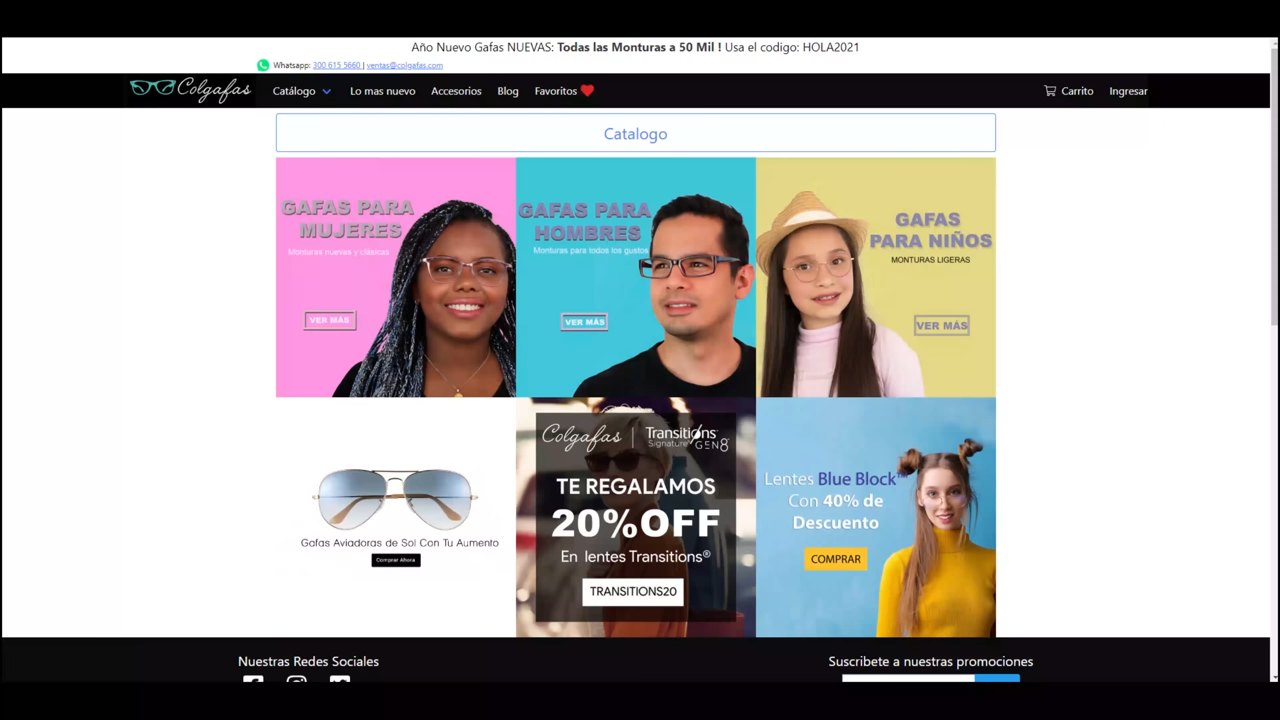 Año Nuevo Gafas NUEVAS: Todas las Monturas a 50 Mil ! Usa el codigo: HOLA2021
Whatsapp: 300 615 5660 | ventas@colgafas.com
Colgafas Catálogo Lo mas nuevo Accesorios Blog Favoritos Carrito Ingresar
Catalogo
GAFAS PARA
MUJERES
Monturas nuevas y clásicas
VER MÁS
GAFAS PARA
HOMBRES
Monturas para todos los gustos
VER MÁS
GAFAS
PARA NIÑOS
MONTURAS LIGERAS
VER MÁS
Gafas Aviadoras de Sol Con Tu Aumento
Comprar Ahora
Colgafas | Transitions
Signature® GEN8™
TE REGALAMOS
20%OFF
En lentes Transitions®
TRANSITIONS20
Lentes Blue Block™
Con 40% de
Descuento
COMPRAR
Nuestras Redes Sociales
Suscribete a nuestras promociones